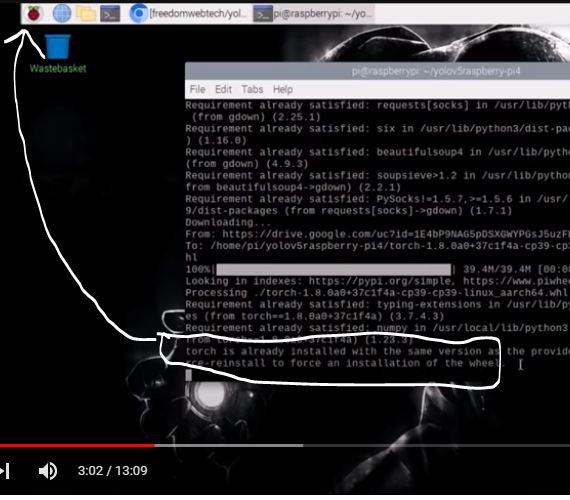 [freedomwebtech/yol... pi@raspberrypi: ~/yo...
Wastebasket
pi@raspberrypi: ~/yolov5raspberry-pi4
File Edit Tabs Help
Requirement already satisfied: requests[socks] in /usr/lib/pyth
(from gdown) (2.25.1)
Requirement already satisfied: six in /usr/lib/python3/dist-pa
) (1.16.0)
Requirement already satisfied: beautifulsoup4 in /usr/lib/pytho
(from gdown) (4.9.3)
Requirement already satisfied: soupsieve>1.2 in /usr/lib/pytho
from beautifulsoup4->gdown) (2.2.1)
Requirement already satisfied: PySocks!=1.5.7,>=1.5.6 in /usr/
9/dist-packages (from requests[socks]->gdown) (1.7.1)
Downloading...
From: https://drive.google.com/uc?id=1E4bP9NAG5pDSXGWYPGsJ5uzF
To: /home/pi/yolov5raspberry-pi4/torch-1.8.0a0+37c1f4a-cp39-cp
hl
100%| | 39.4M/39.4M [00:0
Looking in indexes: https://pypi.org/simple, https://www.piwhe
Processing ./torch-1.8.0a0+37c1f4a-cp39-cp39-linux_aarch64.whl
Requirement already satisfied: typing-extensions in /usr/lib/py
es (from torch==1.8.0a0+37c1f4a) (3.7.4.3)
Requirement already satisfied: numpy in /usr/local/lib/python3
from torch==1.8.0a0+37c1f4a) (1.23.3)
torch is already installed with the same version as the provide
rce-reinstall to force an installation of the wheel.
3:02 / 13:09